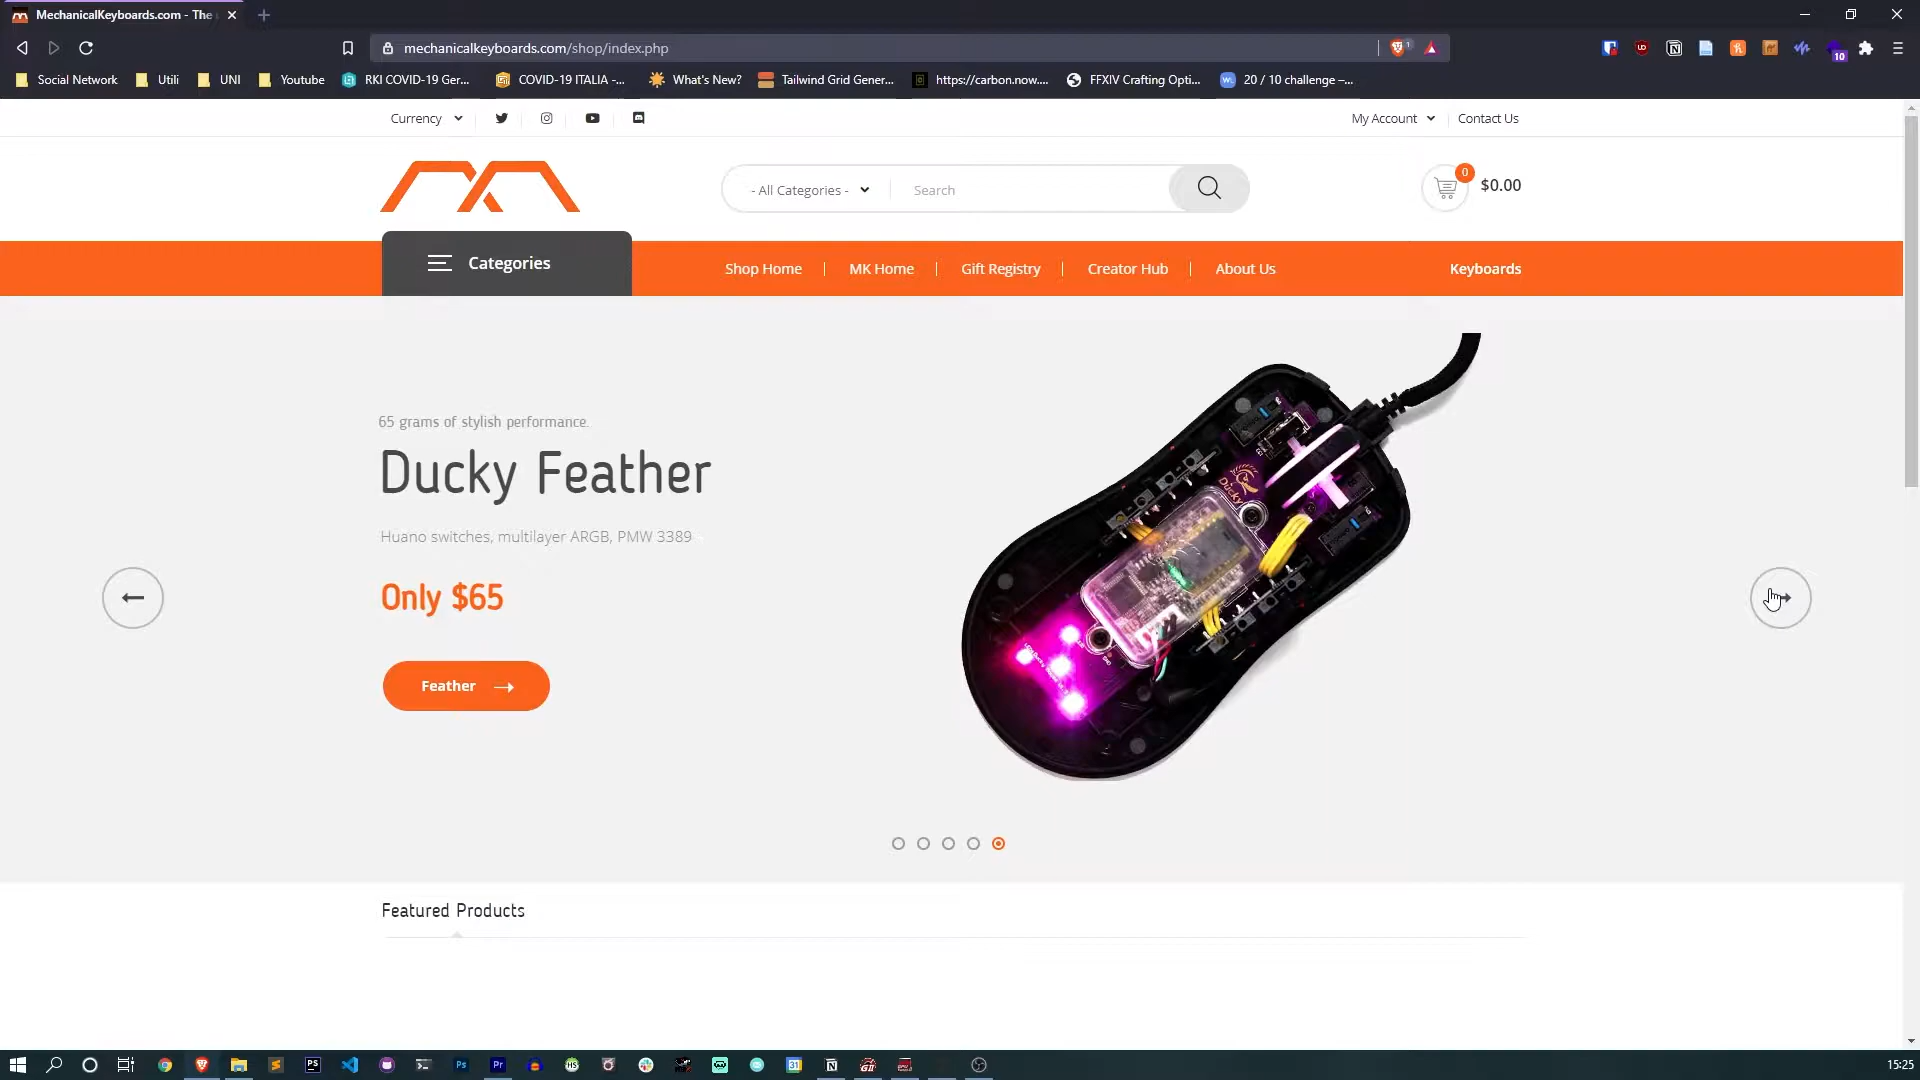 MechanicalKeyboards.com - The
mechanicalkeyboards.com/shop/index.php
1
10
Social Network
Utili
UNI
Youtube
RKI COVID-19 Ger...
COVID-19 ITALIA -...
What's New?
Tailwind Grid Gener...
https://carbon.now....
FFXIV Crafting Opti...
20 / 10 challenge –...
Currency
My Account
Contact Us
- All Categories -
Search
0
$0.00
Categories
Shop Home
MK Home
Gift Registry
Creator Hub
About Us
Keyboards
65 grams of stylish performance.
Ducky Feather
Huano switches, multilayer ARGB, PMW 3389
Only $65
Feather
Ducky
Featured Products
15:25